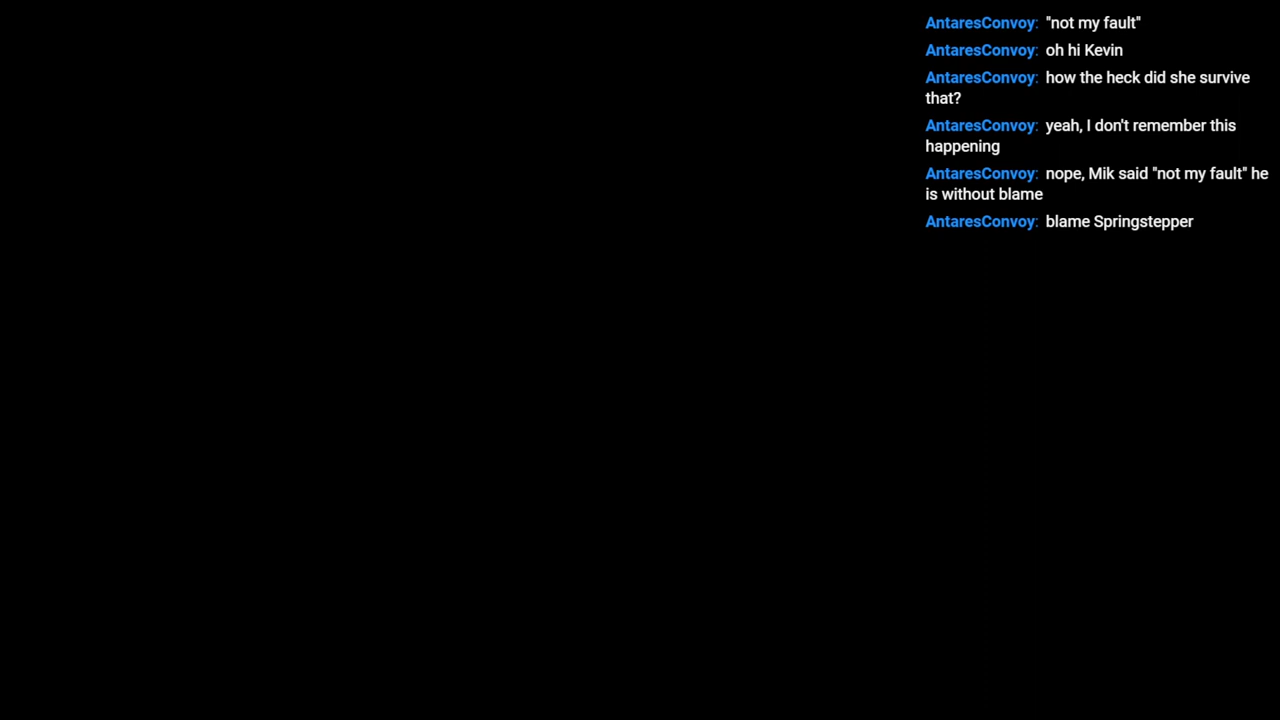 AntaresConvoy: "not my fault"
AntaresConvoy: oh hi Kevin
AntaresConvoy: how the heck did she survive
that?
AntaresConvoy: yeah, I don't remember this
happening
AntaresConvoy: nope, Mik said "not my fault" he
is without blame
AntaresConvoy: blame Springstepper